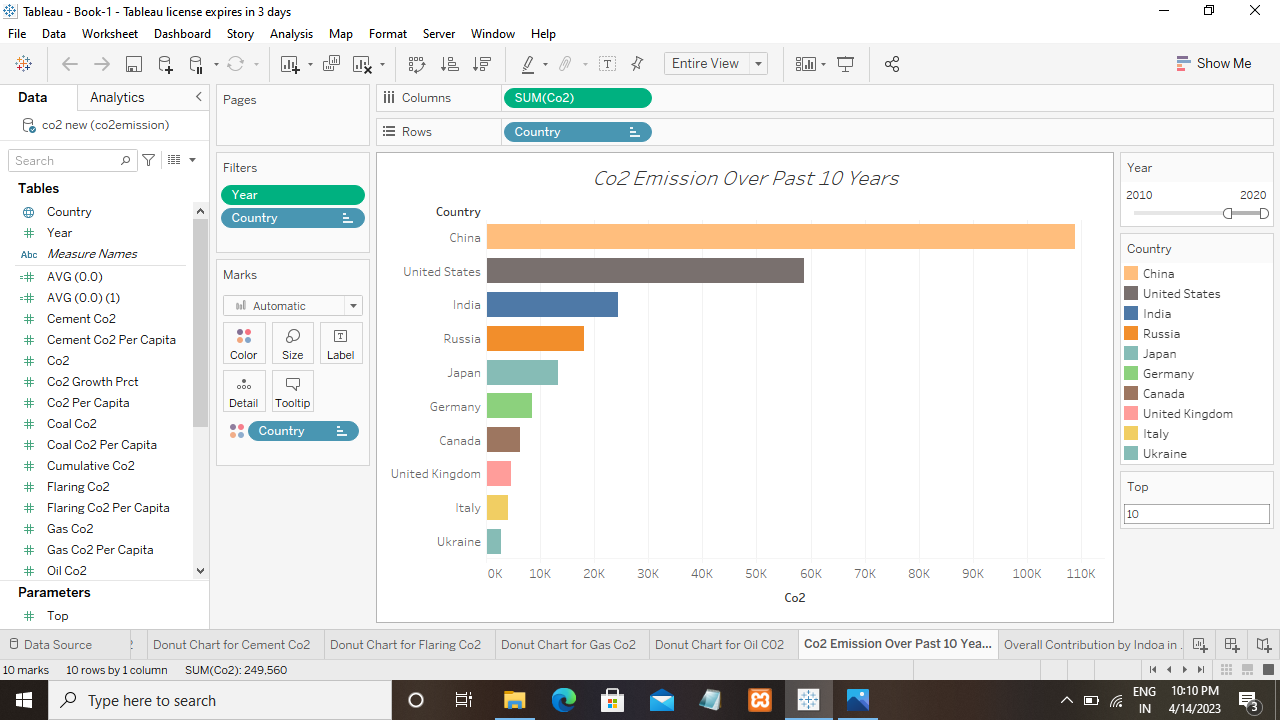 Tableau - Book-1 - Tableau license expires in 3 days
File Data Worksheet Dashboard Story Analysis Map Format Server Window Help
Entire View
Show Me
Data Analytics
co2 new (co2emission)
Search
Tables
Country
Year
Abc Measure Names
AVG (0.0)
AVG (0.0) (1)
Cement Co2
Cement Co2 Per Capita
Co2
Co2 Growth Prct
Co2 Per Capita
Coal Co2
Coal Co2 Per Capita
Cumulative Co2
Flaring Co2
Flaring Co2 Per Capita
Gas Co2
Gas Co2 Per Capita
Oil Co2
Parameters
Top
Pages
Filters
Year
Country
Marks
Automatic
Color Size Label
Detail Tooltip
Country
Columns SUM(Co2)
Rows Country
Co2 Emission Over Past 10 Years
Country
China
United States
India
Russia
Japan
Germany
Canada
United Kingdom
Italy
Ukraine
0K 10K 20K 30K 40K 50K 60K 70K 80K 90K 100K 110K
Co2
Year
2010 2020
Country
China
United States
India
Russia
Japan
Germany
Canada
United Kingdom
Italy
Ukraine
Top
10
Data Source Donut Chart for Cement Co2 Donut Chart for Flaring Co2 Donut Chart for Gas Co2 Donut Chart for Oil C02 Co2 Emission Over Past 10 Yea... Overall Contribution by Indoa in ..
10 marks 10 rows by 1 column SUM(Co2): 249,560
Type here to search
ENG
IN
10:10 PM
4/14/2023
3